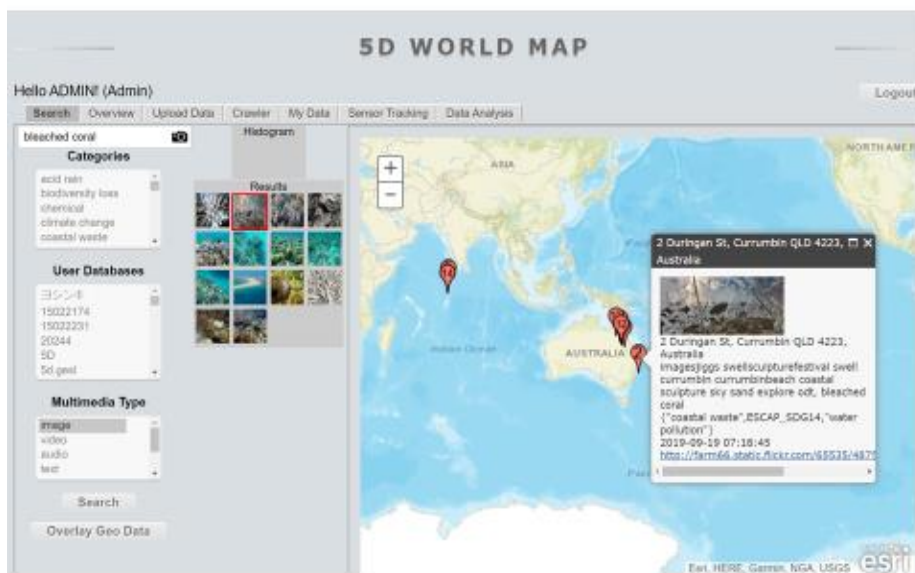 5D WORLD MAP
Hello ADMIN! (Admin)
Logout
Search Overview Upload Data Crawler My Data Sensor Tracking Data Analysis
bleached coral
Categories
acid rain
biodiversity loss
chemical
climate change
coastal waste
User Databases
ヨシンキ
15022174
15022231
20244
5D
5d.gest
Multimedia Type
image
video
audio
text
Search
Overlay Geo Data
Histogram
Results
+
−
ASIA
NORTH AMER
Indian Ocean
AUSTRALIA
2 Duringan St, Currumbin QLD 4223,
Australia
2 Duringan St, Currumbin QLD 4223,
Australia
imagesjiggs swellsculpturefestival swell
currumbin currumbinbeach coastal
sculpture sky sand explore odt, bleached
coral
{"coastal waste",ESCAP_SDG14,"water
pollution"}
2019-09-19 07:16:45
http://farm66.static.flickr.com/65535/487
Esri, HERE, Garmin, NGA, USGS
esri